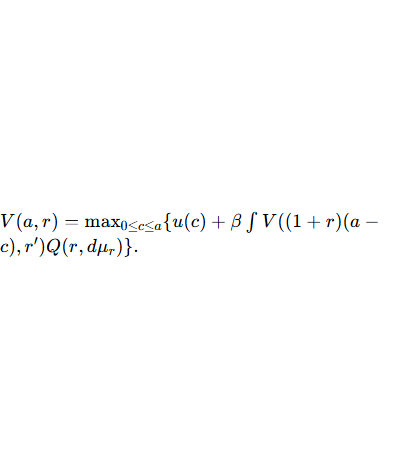 V(a, r) = max_{0≤c≤a}{u(c) + β ∫ V((1 + r)(a −
c), r′)Q(r, dμ_r)}.